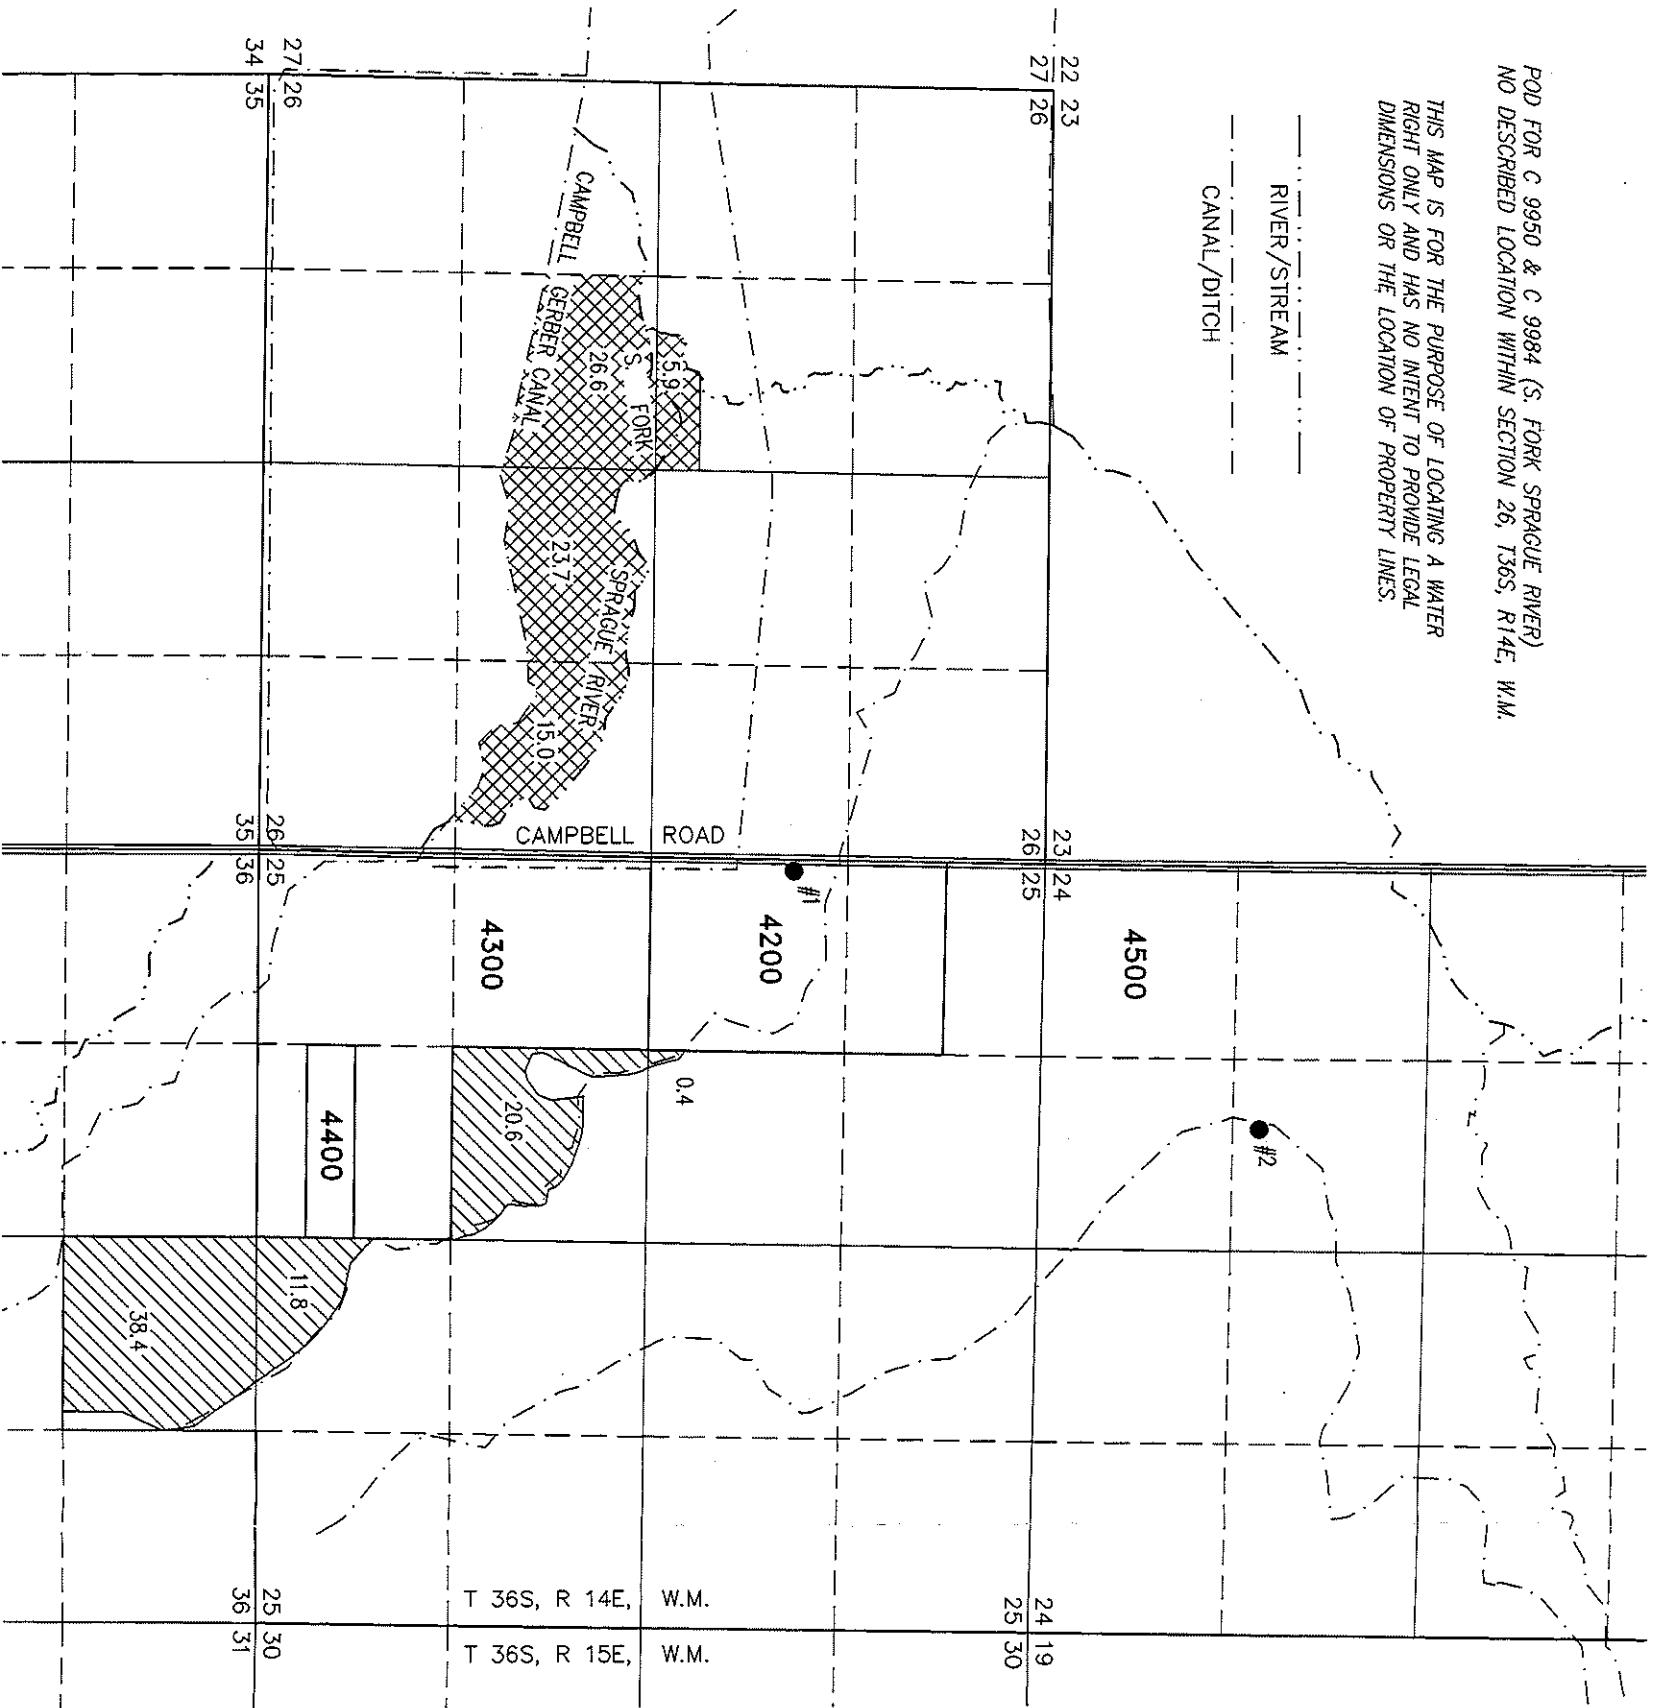 POD FOR C 9950 & C 9984 (S. FORK SPRAGUE RIVER)
NO DESCRIBED LOCATION WITHIN SECTION 26, T36S, R14E, W.M.
THIS MAP IS FOR THE PURPOSE OF LOCATING A WATER
RIGHT ONLY AND HAS NO INTENT TO PROVIDE LEGAL
DIMENSIONS OR THE LOCATION OF PROPERTY LINES.
RIVER/STREAM
CANAL/DITCH
22 23
27 26
23 24
26 25
24 19
25 30
27 26
34 35
26 25
35 36
25 30
36 31
CAMPBELL GERBER CANAL
S. FORK SPRAGUE RIVER
5.9
26.6
23.7
15.0
CAMPBELL ROAD
#1
#2
4500
4200
4300
4400
0.4
20.6
11.8
38.4
T 36S, R 14E, W.M.
T 36S, R 15E, W.M.